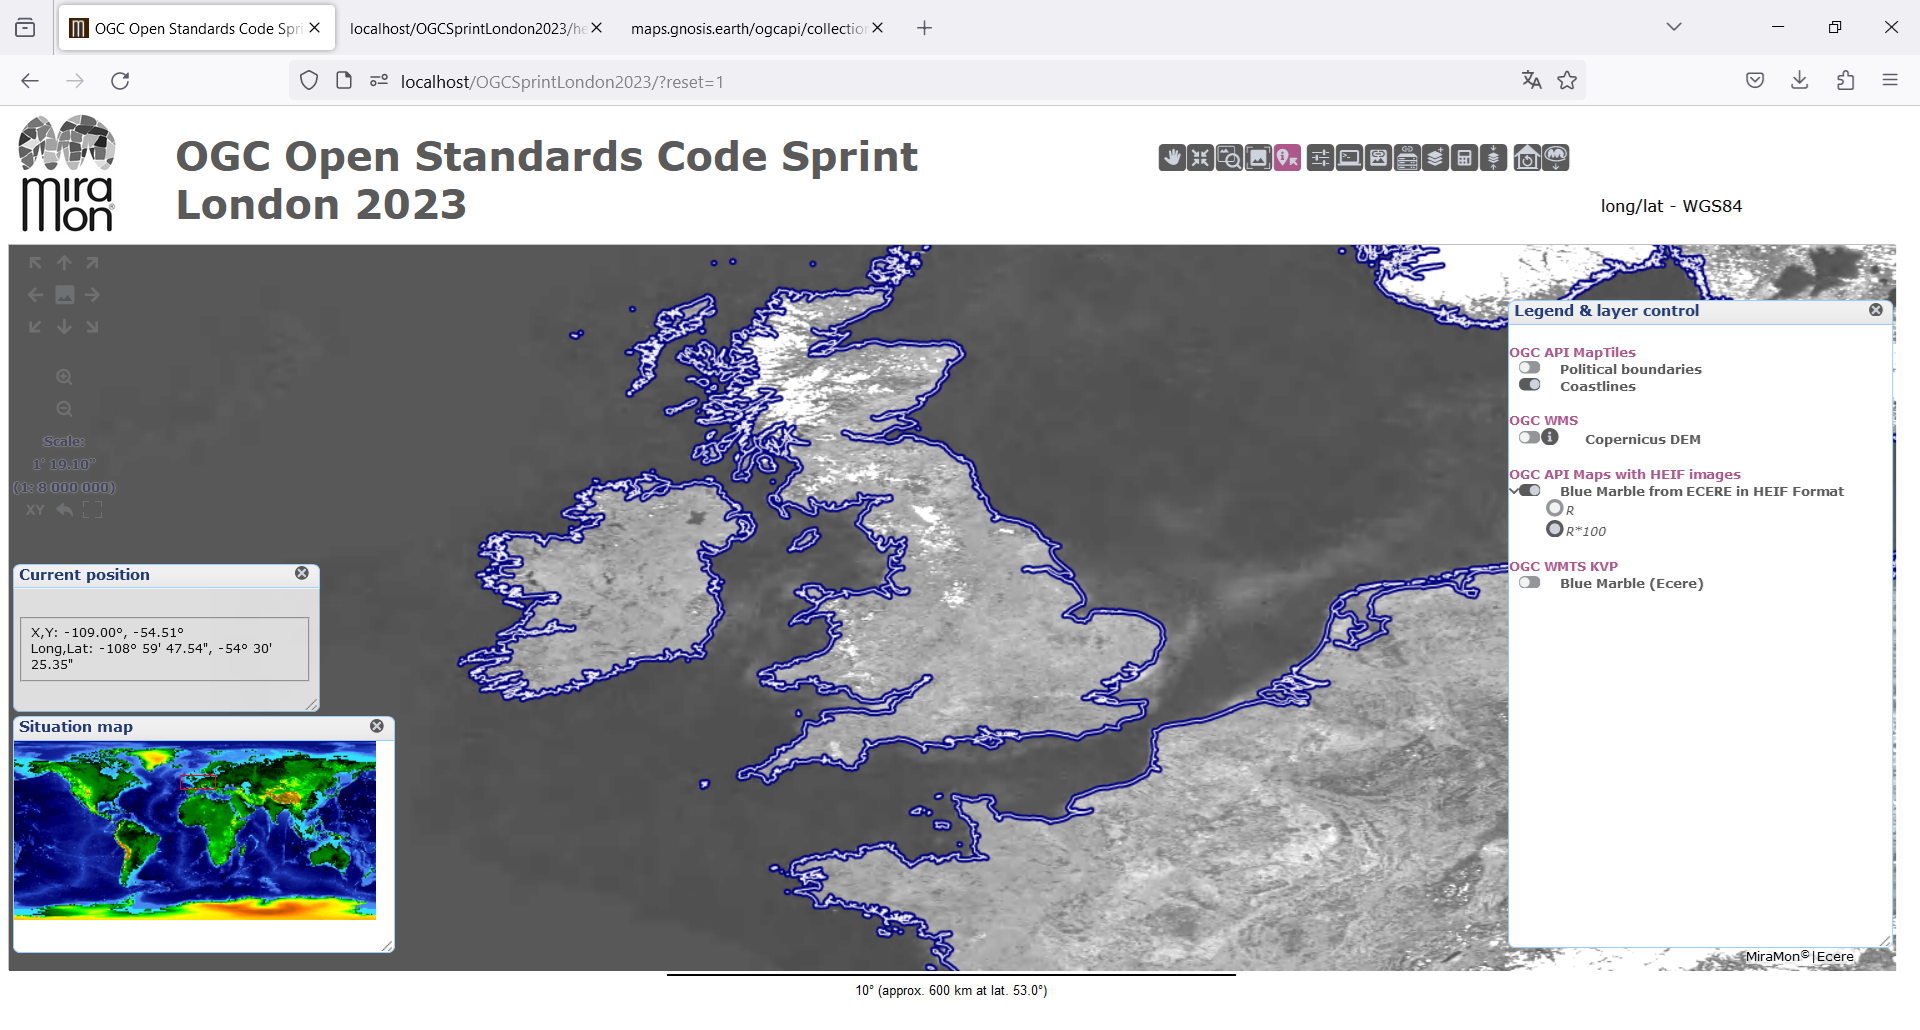 OGC Open Standards Code Spri
localhost/OGCSprintLondon2023/he
maps.gnosis.earth/ogcapi/collectio
localhost/OGCSprintLondon2023/?reset=1
mira
mon®
OGC Open Standards Code Sprint
London 2023
long/lat - WGS84
Scale:
1' 19.10"
(1: 8 000 000)
XY
Current position
X,Y: -109.00°, -54.51°
Long,Lat: -108° 59' 47.54", -54° 30'
25.35"
Situation map
Legend & layer control
OGC API MapTiles
Political boundaries
Coastlines
OGC WMS
Copernicus DEM
OGC API Maps with HEIF images
Blue Marble from ECERE in HEIF Format
R
R*100
OGC WMTS KVP
Blue Marble (Ecere)
MiraMon©|Ecere
10° (approx. 600 km at lat. 53.0°)